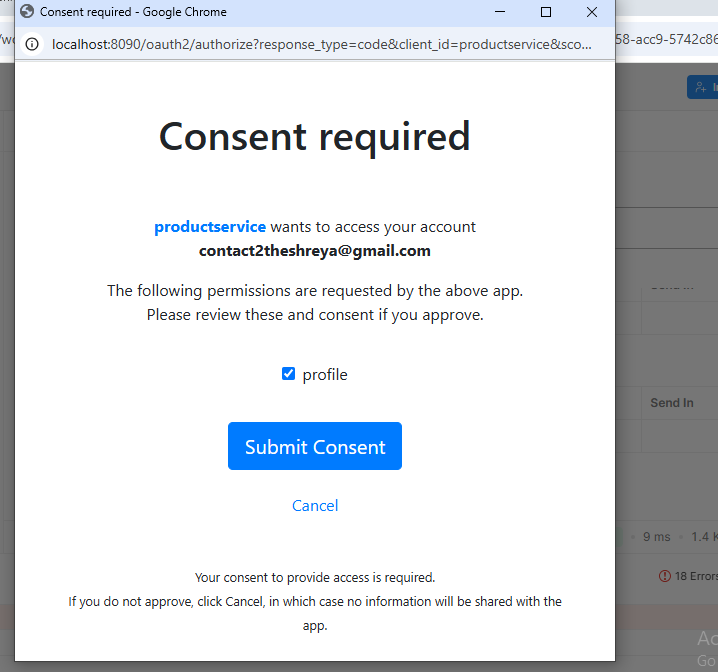 Consent required - Google Chrome
localhost:8090/oauth2/authorize?response_type=code&client_id=productservice&sco...
58-acc9-5742c86
Consent required
productservice wants to access your account
contact2theshreya@gmail.com
The following permissions are requested by the above app.
Please review these and consent if you approve.
profile
Send In
Submit Consent
Cancel
9 ms
1.4 K
Your consent to provide access is required.
18 Errors
If you do not approve, click Cancel, in which case no information will be shared with the
app.